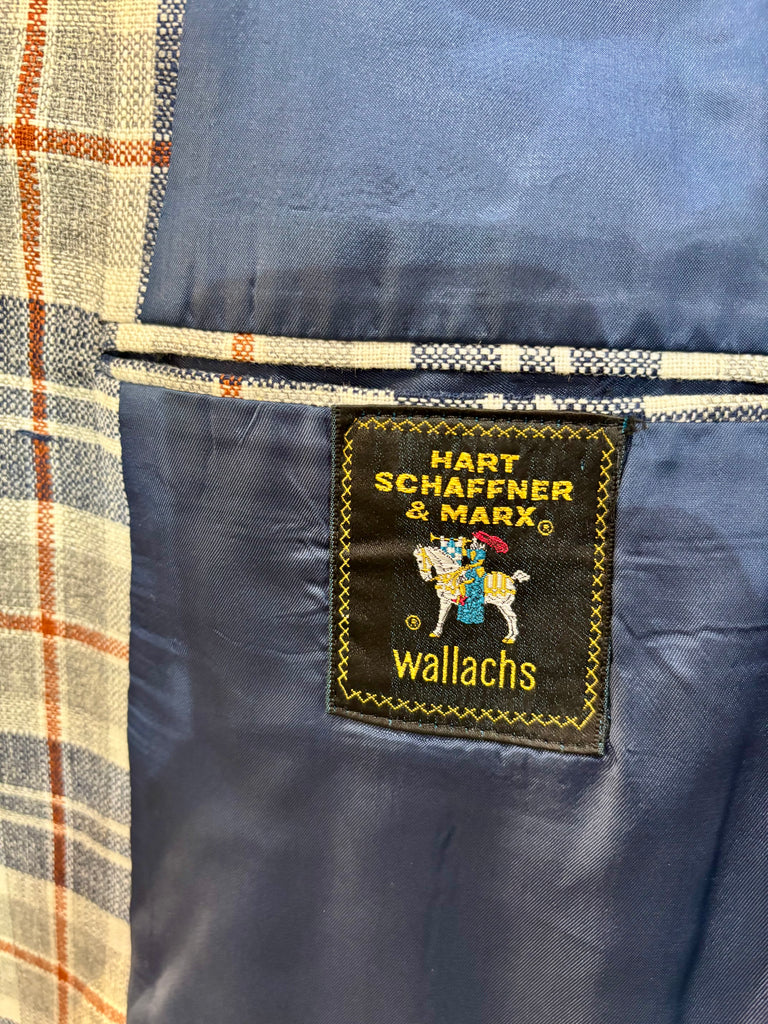 HART
SCHAFFNER
& MARX®
®
wallachs